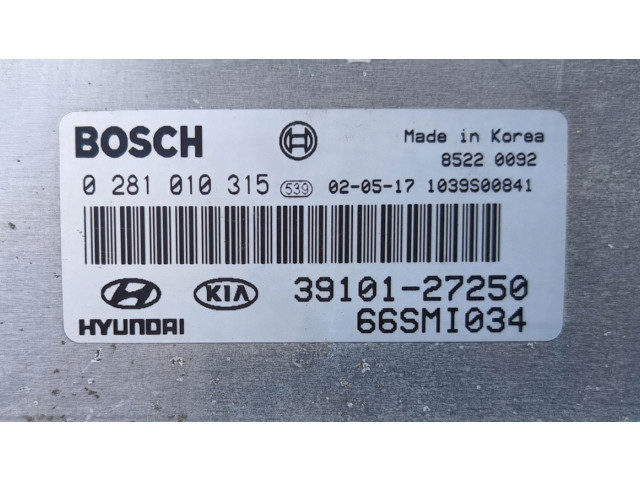 BOSCH
Made in Korea
8522 0092
0 281 010 315 539 02-05-17 1039S00841
KIA 39101-27250
HYUNDAI 66SMI034